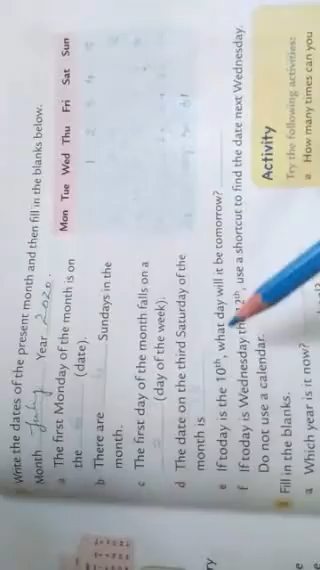 Write the dates of the present month and then fill in the blanks below.
Month July Year 2020.
Mon Tue Wed Thu Fri Sat Sun
a The first Monday of the month is on
the (date).
b There are Sundays in the
month.
c The first day of the month falls on a
(day of the week).
d The date on the third Saturday of the
month is
e If today is the 10th, what day will it be tomorrow?
f If today is Wednesday the 12th, use a shortcut to find the date next Wednesday.
Do not use a calendar.
Fill in the blanks.
a Which year is it now?
Activity
Try the following activities:
a How many times can you